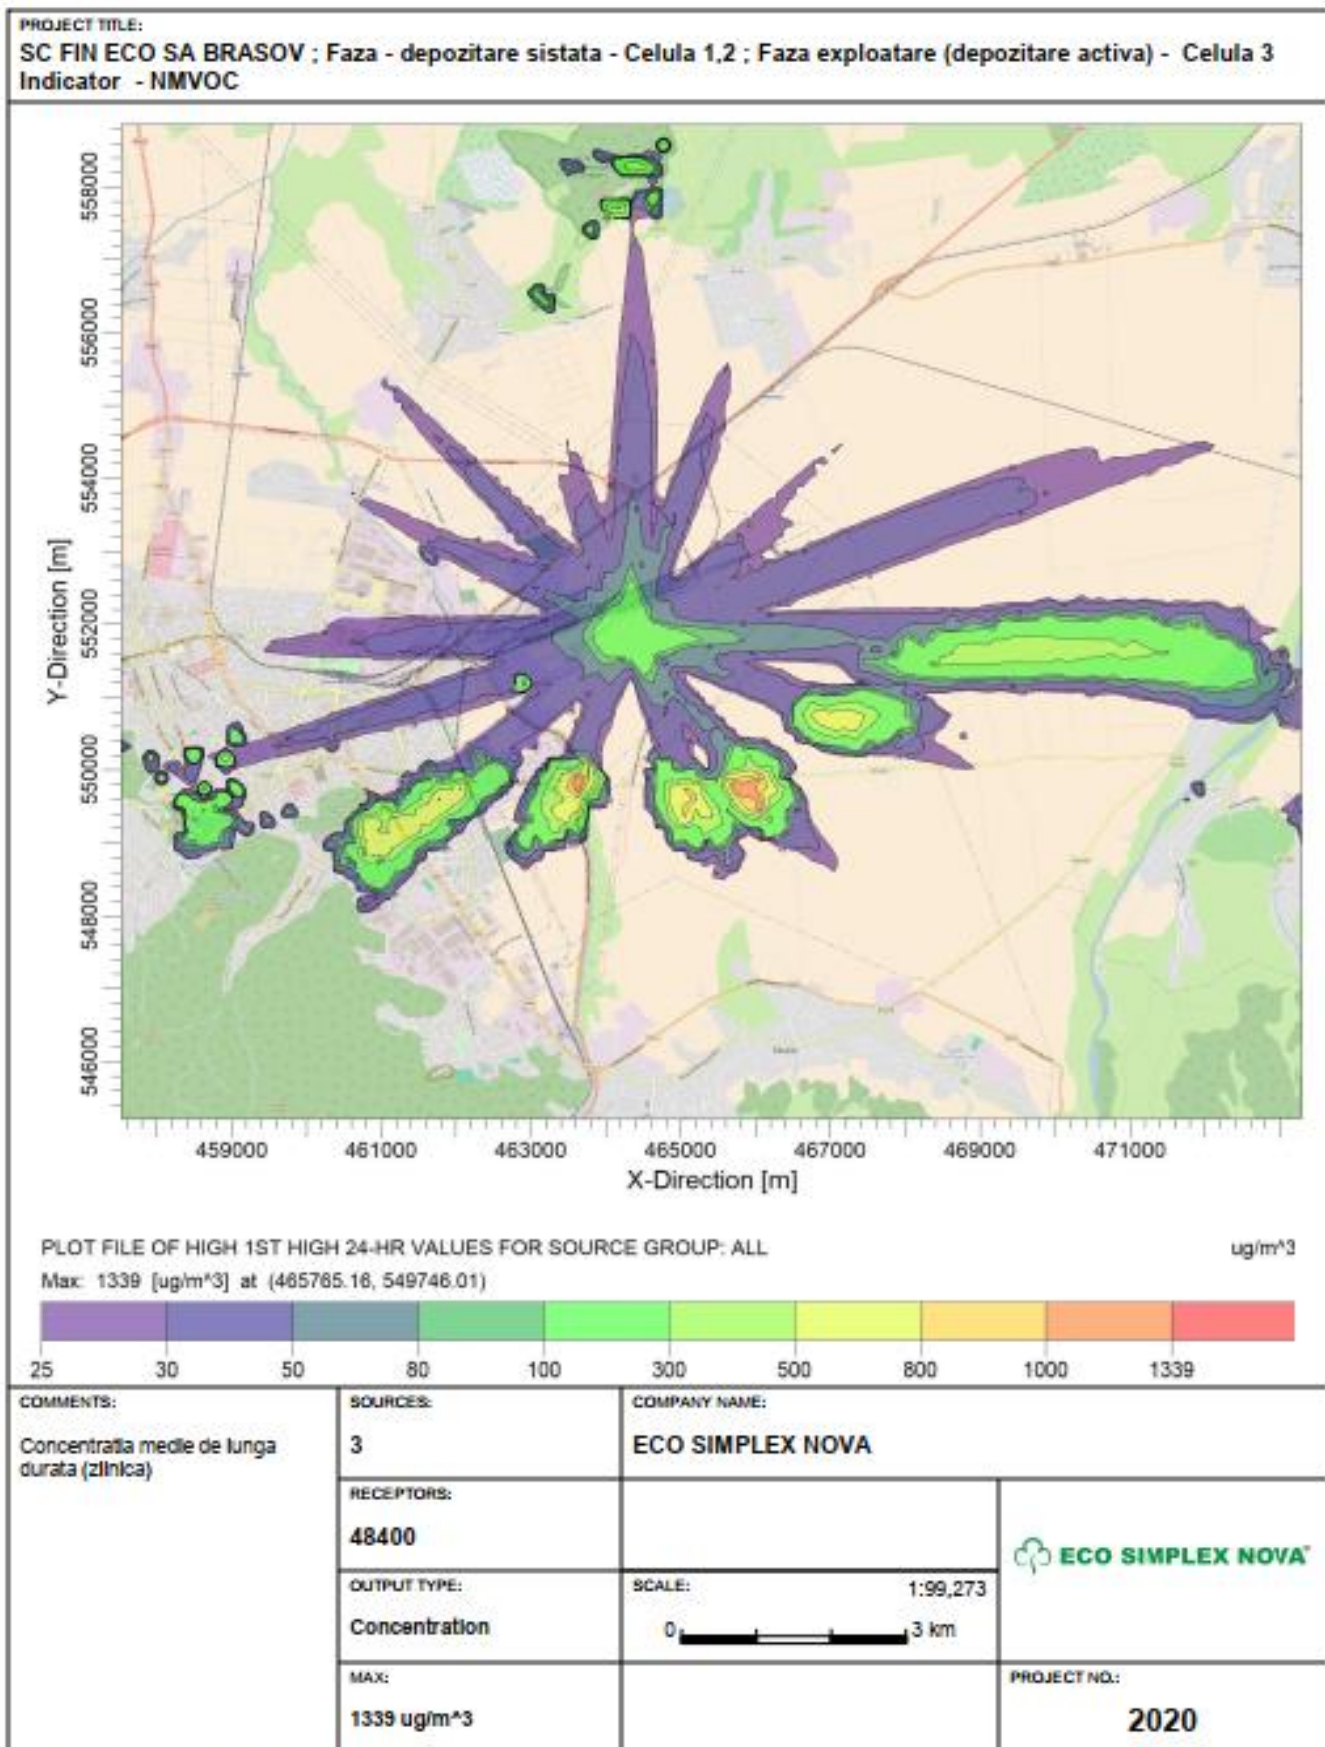 PROJECT TITLE:
SC FIN ECO SA BRASOV ; Faza - depozitare sistata - Celula 1,2 ; Faza exploatare (depozitare activa) - Celula 3
Indicator - NMVOC
558000
556000
554000
552000
550000
548000
546000
Y-Direction [m]
459000 461000 463000 465000 467000 469000 471000
X-Direction [m]
PLOT FILE OF HIGH 1ST HIGH 24-HR VALUES FOR SOURCE GROUP: ALL ug/m^3
Max: 1339 [ug/m^3] at (465765.16, 549746.01)
25 30 50 80 100 300 500 800 1000 1339
COMMENTS:
Concentratia medie de lunga
durata (zilnica)
SOURCES:
3
COMPANY NAME:
ECO SIMPLEX NOVA
RECEPTORS:
48400
ECO SIMPLEX NOVA
OUTPUT TYPE:
Concentration
SCALE: 1:99,273
0 3 km
MAX:
1339 ug/m^3
PROJECT NO.:
2020